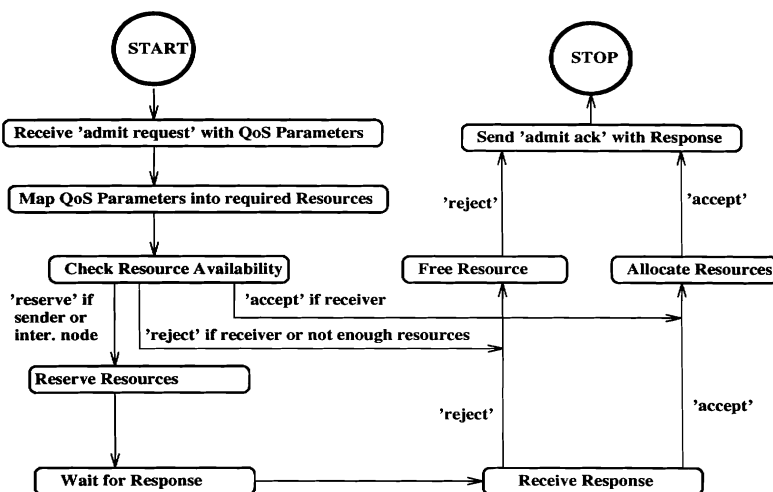 START
STOP
Receive 'admit request' with QoS Parameters
Send 'admit ack' with Response
Map QoS Parameters into required Resources
'reject'
'accept'
Check Resource Availability
Free Resource
Allocate Resources
'reserve' if
sender or
inter. node
'accept' if receiver
'reject' if receiver or not enough resources
Reserve Resources
'reject'
'accept'
Wait for Response
Receive Response